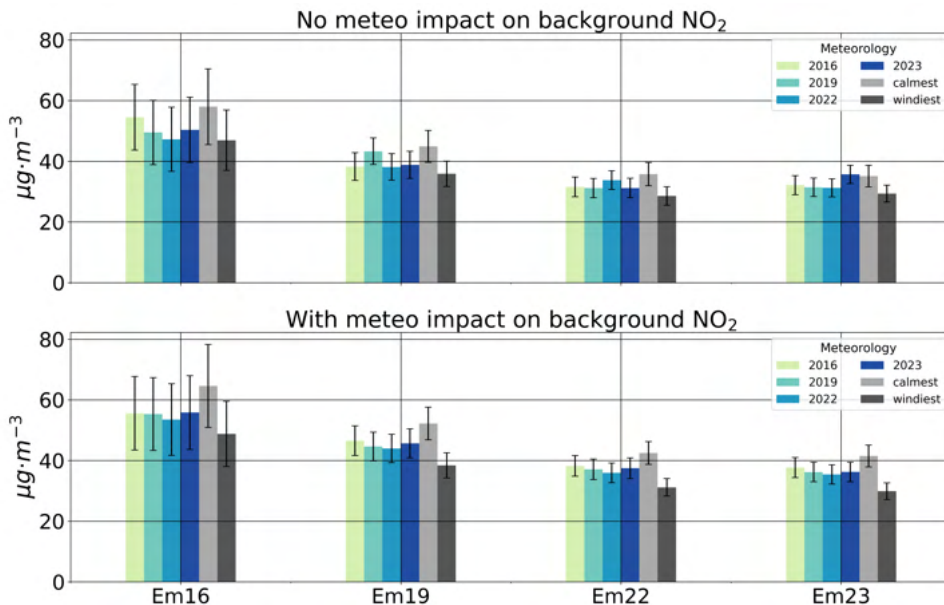 No meteo impact on background NO₂
80
60
40
20
0
μg·m⁻³
Meteorology
2016 2023
2019 calmest
2022 windiest
With meteo impact on background NO₂
80
60
40
20
0
μg·m⁻³
Meteorology
2016 2023
2019 calmest
2022 windiest
Em16 Em19 Em22 Em23